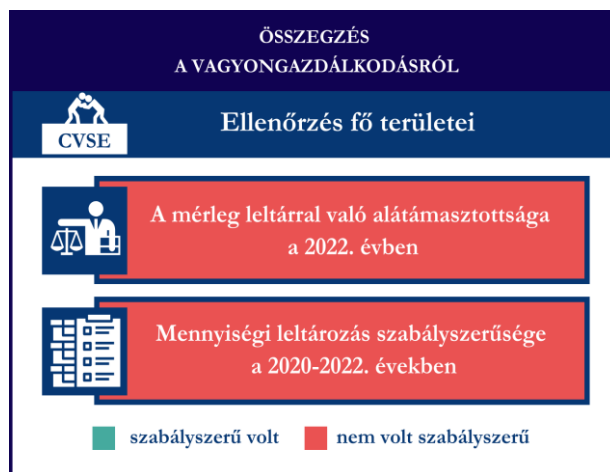 ÖSSZEGZÉS
A VAGYONGAZDÁLKODÁSRÓL
CVSE
Ellenőrzés fő területei
A mérleg leltárral való alátámasztottsága
a 2022. évben
Mennyiségi leltározás szabályszerűsége
a 2020-2022. években
szabályszerű volt
nem volt szabályszerű